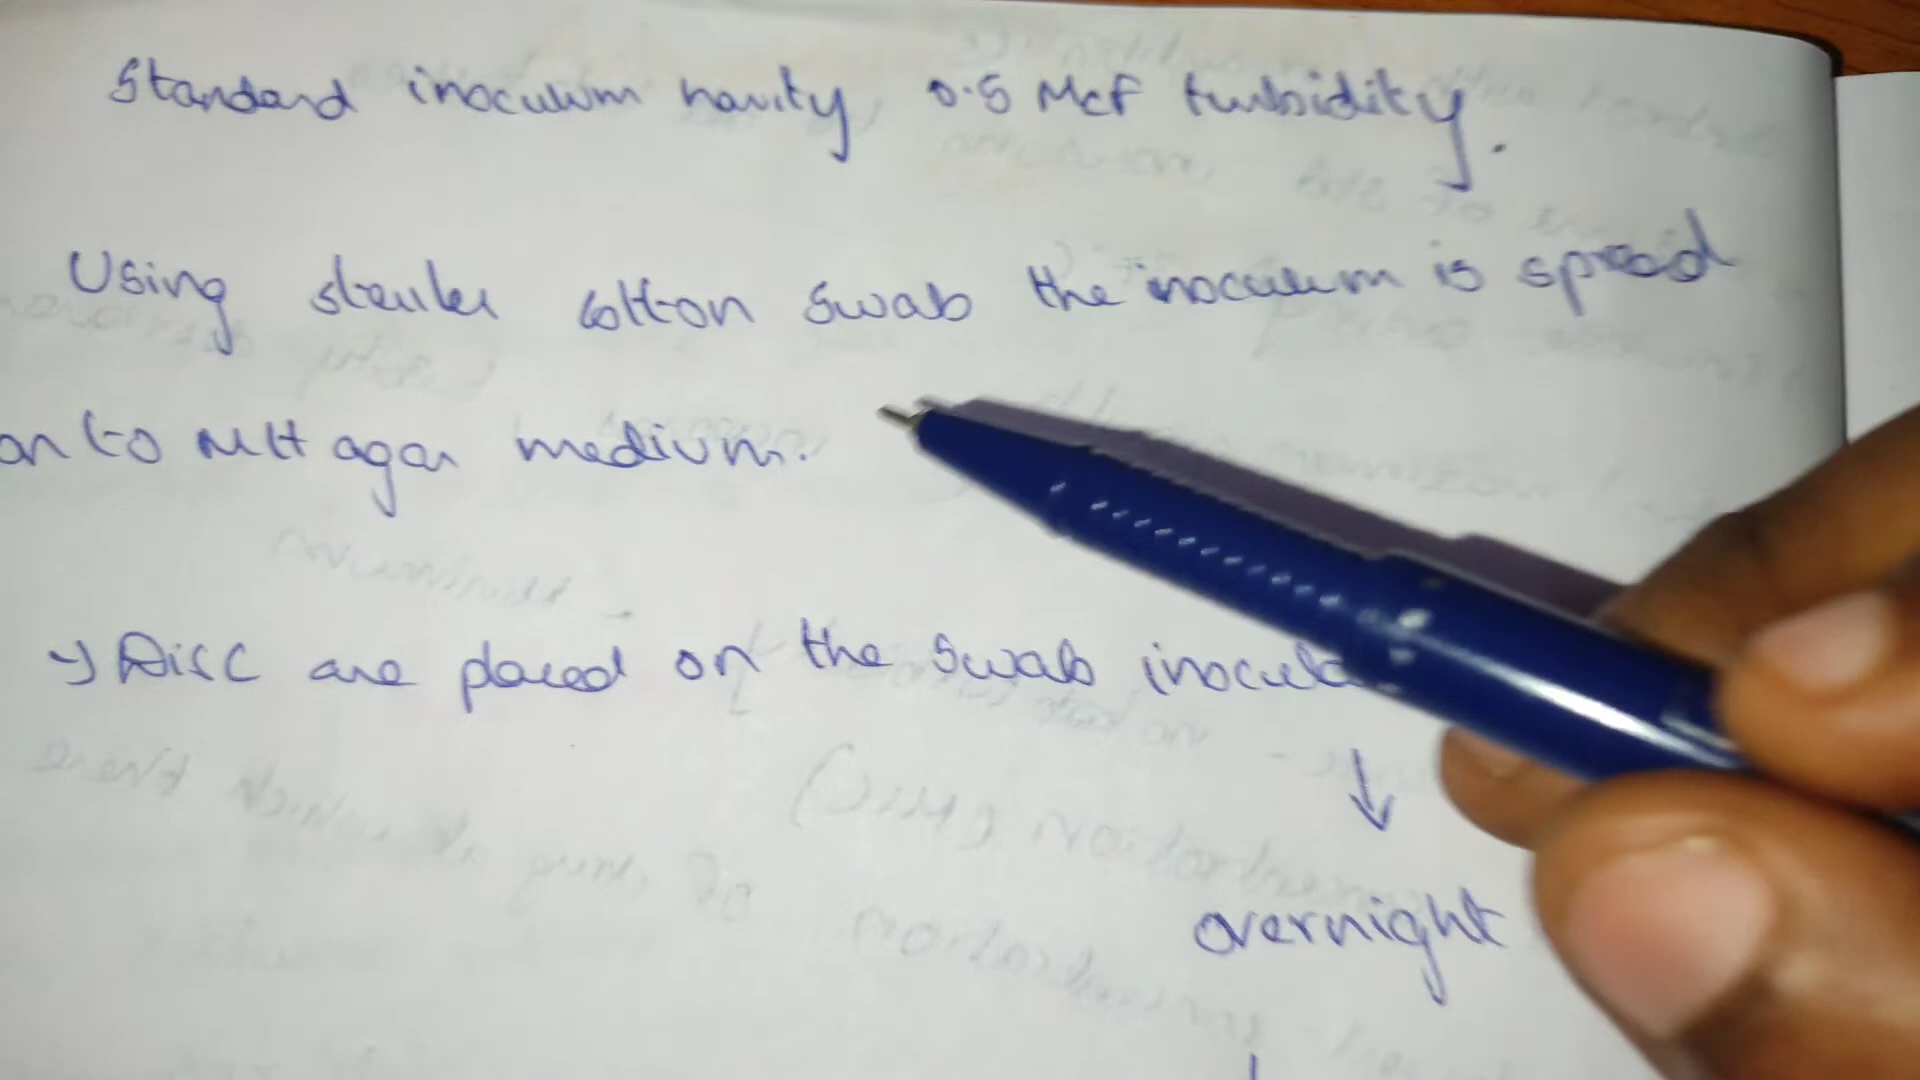 Standard inoculum having 0.5 McF turbidity.
Using sterile cotton swab the inoculum is spread
on to MH agar medium.
→ Disc are placed on the swab
↓
overnight